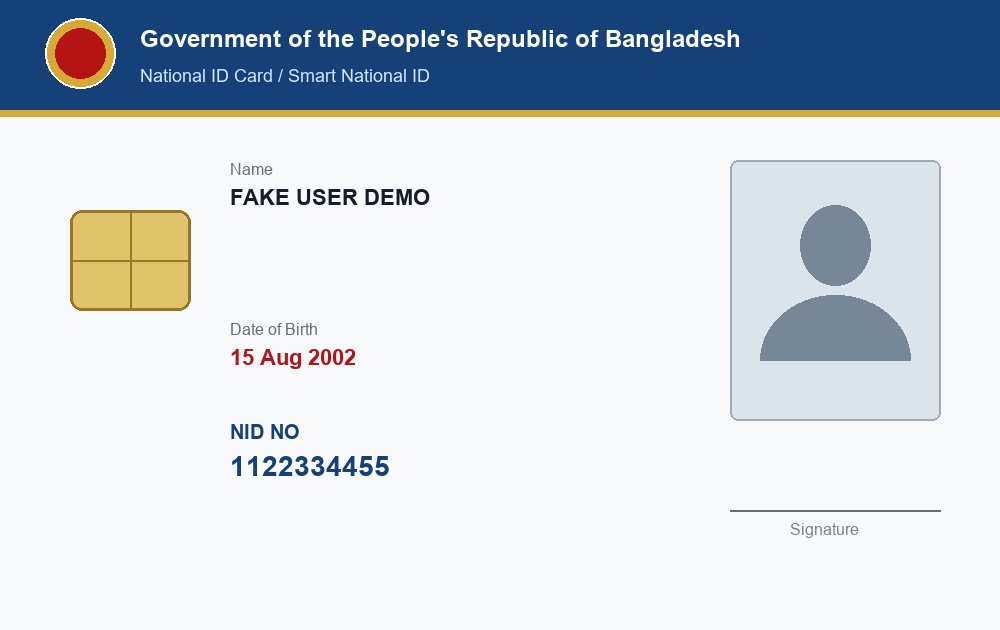 Government of the People's Republic of Bangladesh
National ID Card / Smart National ID
Name
FAKE USER DEMO
Date of Birth
15 Aug 2002
NID NO
1122334455
Signature